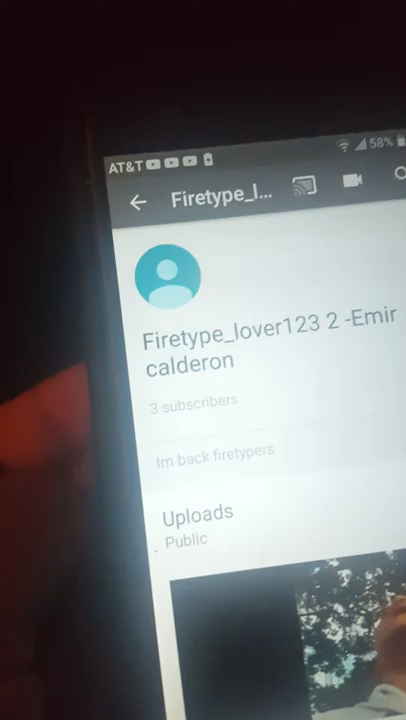 AT&T 58%
Firetype_l...
Firetype_lover123 2 -Emir
calderon
3 subscribers
Im back firetypers
Uploads
Public